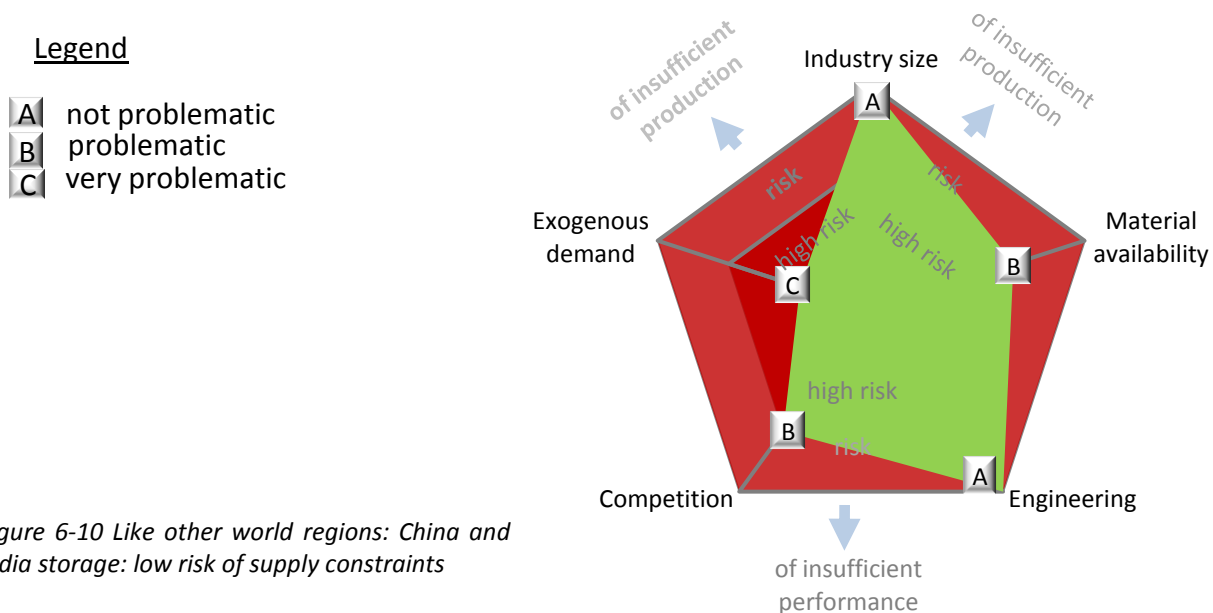 Legend
A not problematic
B problematic
C very problematic
of insufficient
production
of insufficient
production
Industry size
A
risk
risk
Exogenous
demand
high risk
high risk
Material
availability
C
B
high risk
B
risk
A
Competition
Engineering
of insufficient
performance
gure 6-10 Like other world regions: China and
dia storage: low risk of supply constraints